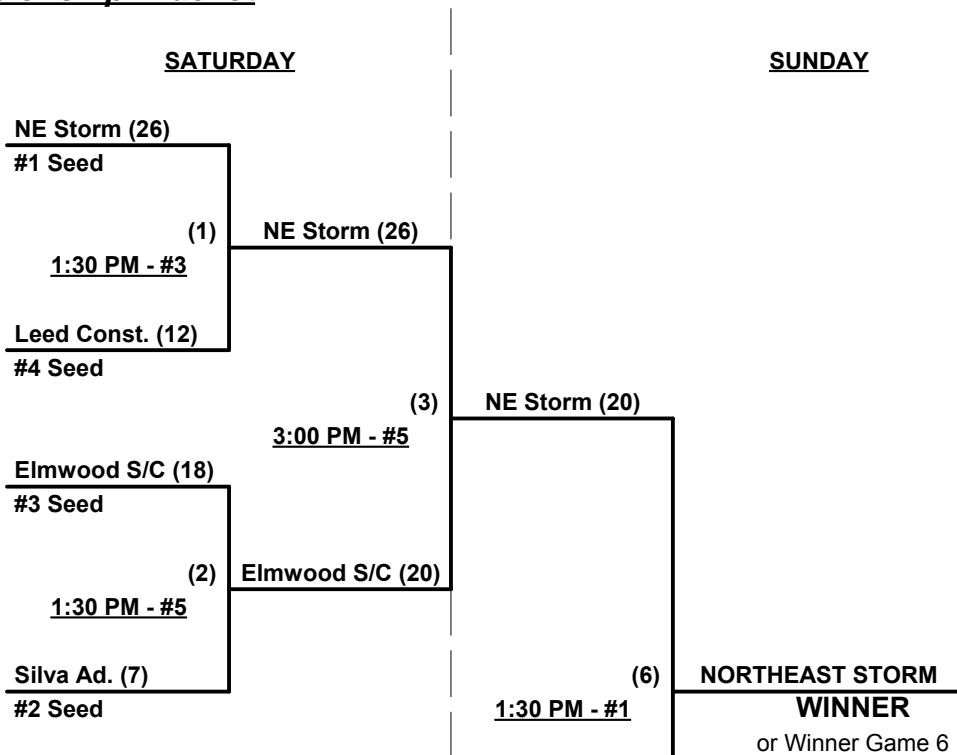 SATURDAY
SUNDAY
NE Storm (26)
#1 Seed
(1)
NE Storm (26)
1:30 PM - #3
Leed Const. (12)
#4 Seed
(3)
NE Storm (20)
3:00 PM - #5
Elmwood S/C (18)
#3 Seed
(2)
Elmwood S/C (20)
1:30 PM - #5
Silva Ad. (7)
#2 Seed
(6)
NORTHEAST STORM
1:30 PM - #1
WINNER
or Winner Game 6